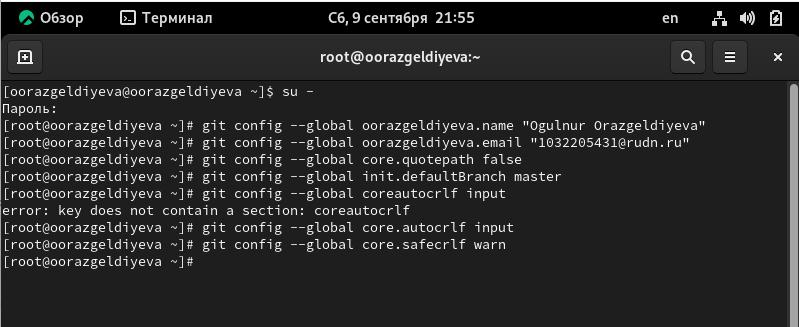 Обзор Терминал Сб, 9 сентября 21:55 en
root@oorazgeldiyeva:~
[oorazgeldiyeva@oorazgeldiyeva ~]$ su -
Пароль:
[root@oorazgeldiyeva ~]# git config --global oorazgeldiyeva.name "Ogulnur Orazgeldiyeva"
[root@oorazgeldiyeva ~]# git config --global oorazgeldiyeva.email "1032205431@rudn.ru"
[root@oorazgeldiyeva ~]# git config --global core.quotepath false
[root@oorazgeldiyeva ~]# git config --global init.defaultBranch master
[root@oorazgeldiyeva ~]# git config --global coreautocrlf input
error: key does not contain a section: coreautocrlf
[root@oorazgeldiyeva ~]# git config --global core.autocrlf input
[root@oorazgeldiyeva ~]# git config --global core.safecrlf warn
[root@oorazgeldiyeva ~]#